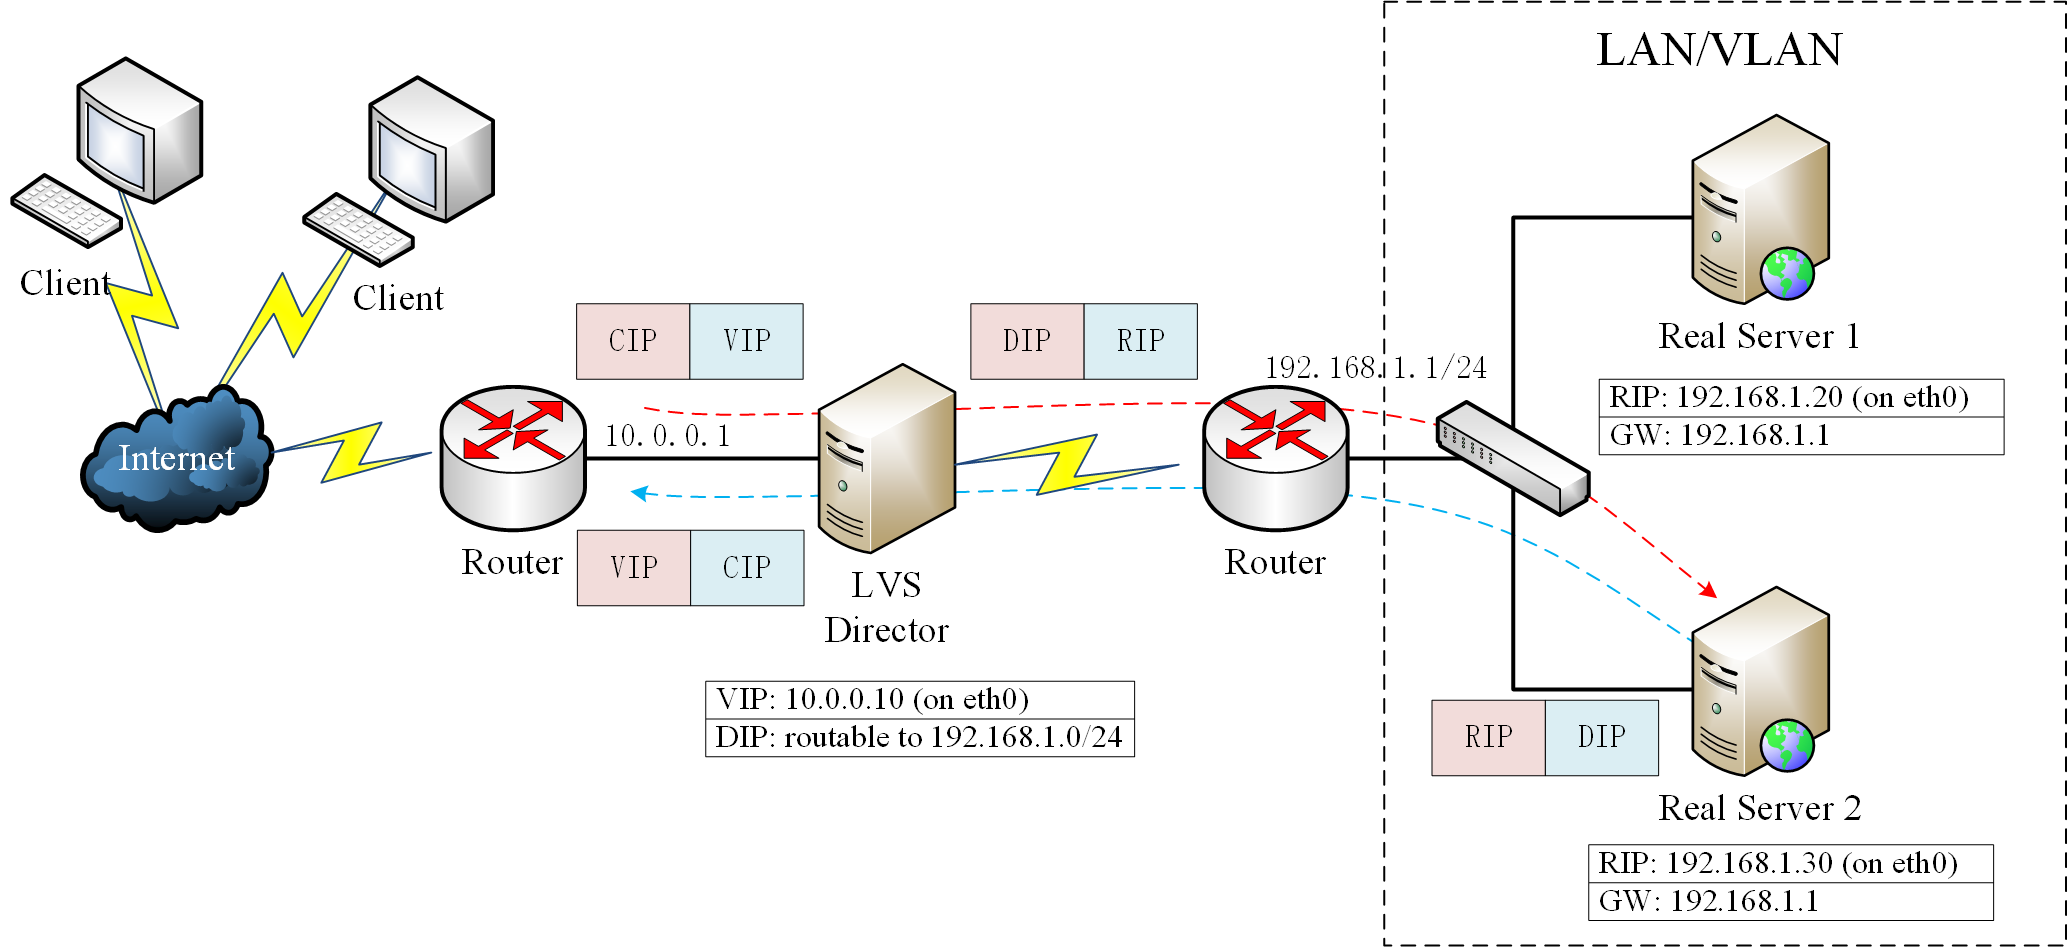 LAN/VLAN
Client
Client
Internet
CIP VIP
DIP RIP
192.168.1.1/24
10.0.0.1
Router
VIP CIP
LVS
Director
Router
VIP: 10.0.0.10 (on eth0)
DIP: routable to 192.168.1.0/24
Real Server 1
RIP: 192.168.1.20 (on eth0)
GW: 192.168.1.1
RIP DIP
Real Server 2
RIP: 192.168.1.30 (on eth0)
GW: 192.168.1.1